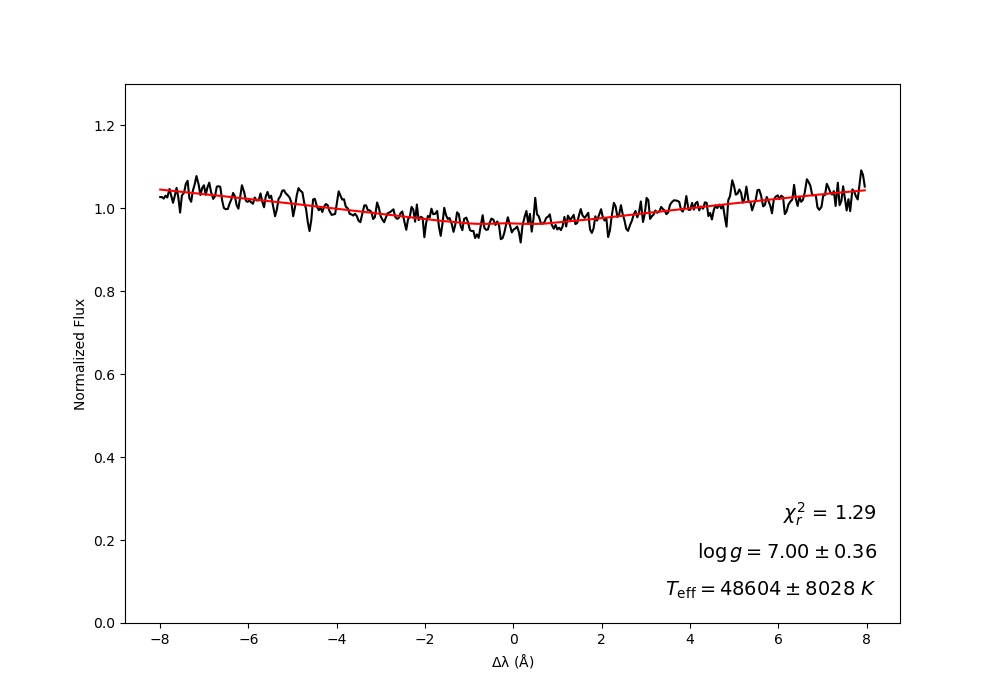 1.2
1.0
0.8
0.6
0.4
0.2
0.0
Normalized Flux
χ²ᵣ = 1.29
log g = 7.00 ± 0.36
T_eff = 48604 ± 8028 K
−8 −6 −4 −2 0 2 4 6 8
Δλ (Å)